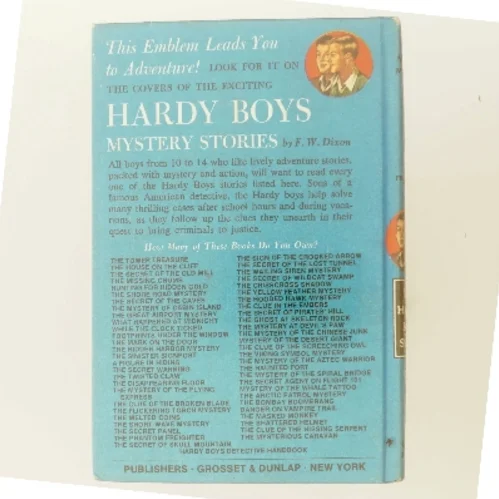 This Emblem Leads You
to Adventure! LOOK FOR IT ON
THE COVERS OF THE EXCITING
HARDY BOYS
MYSTERY STORIES by F. W. Dixon
All boys from 10 to 14 who like lively adventure stories,
packed with mystery and action, will want to read every
one of the Hardy Boys stories listed here. Sons of a
famous American detective, the Hardy boys help solve
many thrilling cases after school hours and during vaca-
tions, as they follow up the clues they unearth in their
quest to bring criminals to justice.
How Many of These Books Do You Own?
THE TOWER TREASURE
THE HOUSE ON THE CLIFF
THE SECRET OF THE OLD MILL
THE MISSING CHUMS
HUNTING FOR HIDDEN GOLD
THE SHORE ROAD MYSTERY
THE SECRET OF THE CAVES
THE MYSTERY OF CABIN ISLAND
THE GREAT AIRPORT MYSTERY
WHAT HAPPENED AT MIDNIGHT
WHILE THE CLOCK TICKED
FOOTPRINTS UNDER THE WINDOW
THE MARK ON THE DOOR
THE HIDDEN HARBOR MYSTERY
THE SINISTER SIGNPOST
A FIGURE IN HIDING
THE SECRET WARNING
THE TWISTED CLAW
THE DISAPPEARING FLOOR
THE MYSTERY OF THE FLYING
EXPRESS
THE CLUE OF THE BROKEN BLADE
THE FLICKERING TORCH MYSTERY
THE MELTED COINS
THE SHORT-WAVE MYSTERY
THE SECRET PANEL
THE PHANTOM FREIGHTER
THE SECRET OF SKULL MOUNTAIN
THE SIGN OF THE CROOKED ARROW
THE SECRET OF THE LOST TUNNEL
THE WAILING SIREN MYSTERY
THE SECRET OF WILDCAT SWAMP
THE CRISSCROSS SHADOW
THE YELLOW FEATHER MYSTERY
THE HOODED HAWK MYSTERY
THE CLUE IN THE EMBERS
THE SECRET OF PIRATES' HILL
THE GHOST AT SKELETON ROCK
THE MYSTERY AT DEVIL'S PAW
THE MYSTERY OF THE CHINESE JUNK
MYSTERY OF THE DESERT GIANT
THE CLUE OF THE SCREECHING OWL
THE VIKING SYMBOL MYSTERY
THE MYSTERY OF THE AZTEC WARRIOR
THE HAUNTED FORT
THE MYSTERY OF THE SPIRAL BRIDGE
THE SECRET AGENT ON FLIGHT 101
MYSTERY OF THE WHALE TATTOO
THE ARCTIC PATROL MYSTERY
THE BOMBAY BOOMERANG
DANGER ON VAMPIRE TRAIL
THE MASKED MONKEY
THE SHATTERED HELMET
THE CLUE OF THE HISSING SERPENT
THE MYSTERIOUS CARAVAN
HARDY BOYS DETECTIVE HANDBOOK
PUBLISHERS · GROSSET & DUNLAP · NEW YORK